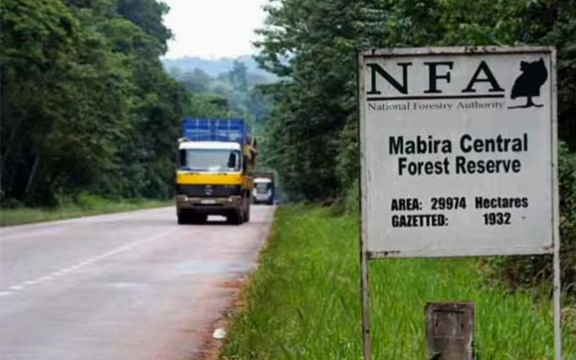 NFA
National Forestry Authority
Mabira Central
Forest Reserve
AREA: 29974 Hectares
GAZETTED: 1932